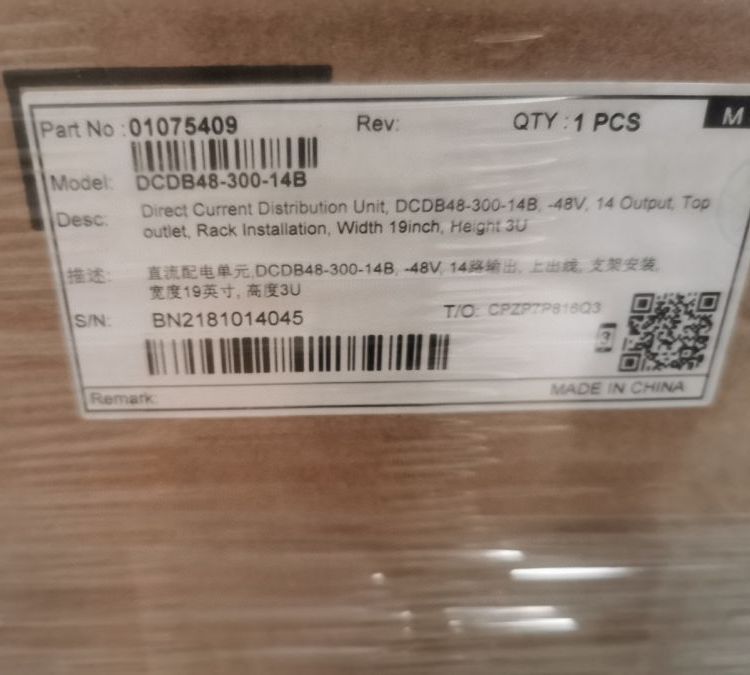 Part No : 01075409 Rev: QTY : 1 PCS M
Model: DCDB48-300-14B
Desc: Direct Current Distribution Unit, DCDB48-300-14B, -48V, 14 Output, Top
outlet, Rack Installation, Width 19inch, Height 3U
描述: 直流配电单元,DCDB48-300-14B, -48V, 14路输出, 上出线, 支架安装,
宽度19英寸, 高度3U
S/N: BN2181014045 T/O: CPZP7P816Q3
3
Remark: MADE IN CHINA